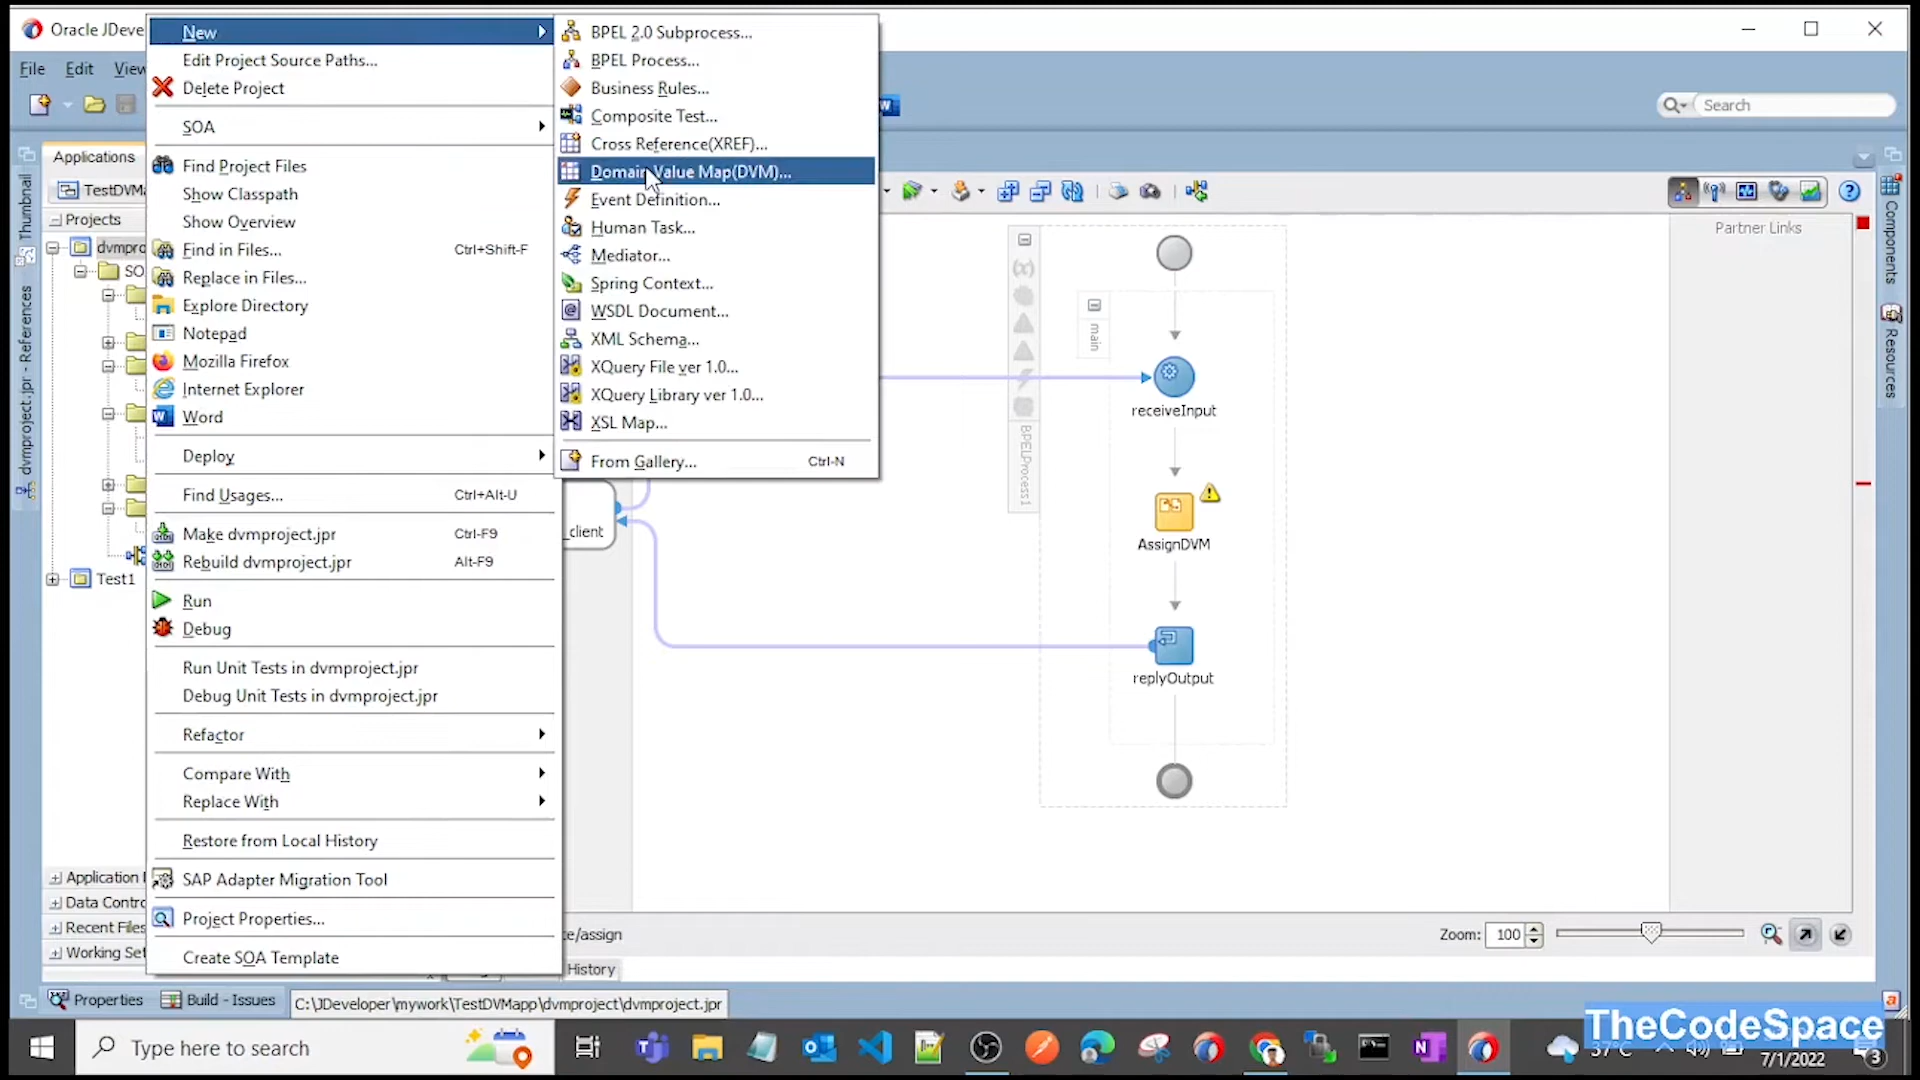 Oracle JDeve
File
Edit
View
Search
New
Edit Project Source Paths...
Delete Project
SOA
Find Project Files
Show Classpath
Show Overview
Find in Files...
Ctrl+Shift-F
Replace in Files...
Explore Directory
Notepad
Mozilla Firefox
Internet Explorer
Word
Deploy
Find Usages...
Ctrl+Alt-U
Make dvmproject.jpr
Ctrl-F9
Rebuild dvmproject.jpr
Alt-F9
Run
Debug
Run Unit Tests in dvmproject.jpr
Debug Unit Tests in dvmproject.jpr
Refactor
Compare With
Replace With
Restore from Local History
SAP Adapter Migration Tool
Project Properties...
Create SOA Template
BPEL 2.0 Subprocess...
BPEL Process...
Business Rules...
Composite Test...
Cross Reference(XREF)...
Domain Value Map(DVM)...
Event Definition...
Human Task...
Mediator...
Spring Context...
WSDL Document...
XML Schema...
XQuery File ver 1.0...
XQuery Library ver 1.0...
XSL Map...
From Gallery...
Ctrl-N
Thumbnail
dvmproject.jpr - References
Applications
TestDVMa
Projects
dvmpro
SO
Test1
Application
Data Contro
Recent Files
Working Set
_client
BPELProcess1
main
receiveInput
AssignDVM
replyOutput
Partner Links
Components
Resources
ce/assign
Zoom:
100
History
Properties
Build - Issues
C:\JDeveloper\mywork\TestDVMapp\dvmproject\dvmproject.jpr
TheCodeSpace
Type here to search
37°C
7/1/2022
3